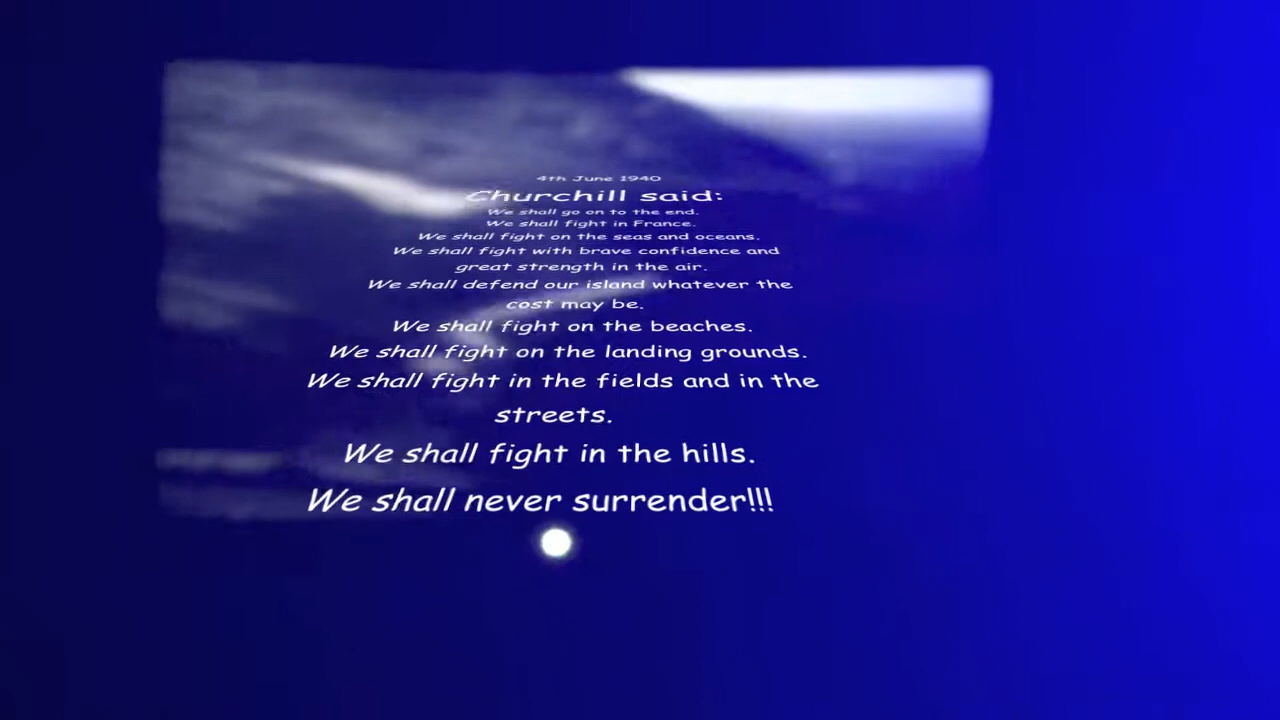 4th June 1940
Churchill said:
We shall go on to the end.
We shall fight in France.
We shall fight on the seas and oceans.
We shall fight with brave confidence and
great strength in the air.
We shall defend our island whatever the
cost may be.
We shall fight on the beaches.
We shall fight on the landing grounds.
We shall fight in the fields and in the
streets.
We shall fight in the hills.
We shall never surrender!!!